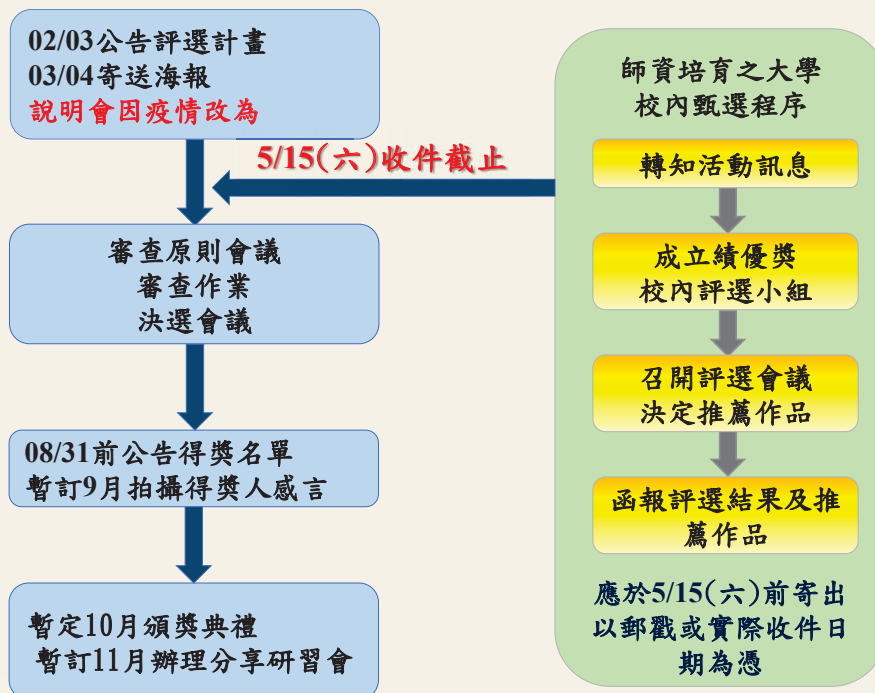 02/03公告評選計畫
03/04寄送海報
說明會因疫情改為
5/15(六)收件截止
審查原則會議
審查作業
決選會議
08/31前公告得獎名單
暫訂9月拍攝得獎人感言
暫定10月頒獎典禮
暫訂11月辦理分享研習會
師資培育之大學
校內甄選程序
轉知活動訊息
成立績優獎
校內評選小組
召開評選會議
決定推薦作品
函報評選結果及推
薦作品
應於5/15(六)前寄出
以郵戳或實際收件日
期為憑